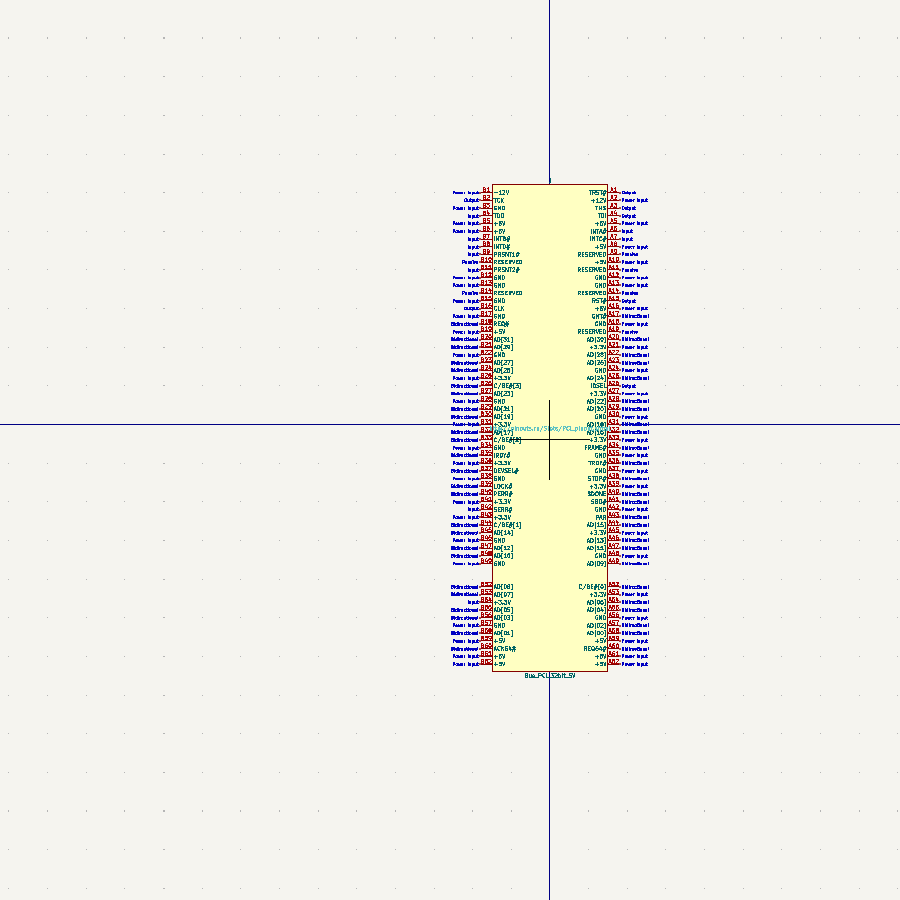 J
Power Input B1 -12V TRST# A1 Output
Output B2 TCK +12V A2 Power Input
Power Input B3 GND TMS A3 Output
Input B4 TDO TDI A4 Output
Power Input B5 +5V +5V A5 Power Input
Power Input B6 +5V INTA# A6 Input
Input B7 INTB# INTC# A7 Input
Input B8 INTD# +5V A8 Power Input
Input B9 PRSNT1# RESERVED A9 Passive
Passive B10 RESERVED +5V A10 Power Input
Input B11 PRSNT2# RESERVED A11 Passive
Power Input B12 GND GND A12 Power Input
Power Input B13 GND GND A13 Power Input
Passive B14 RESERVED RESERVED A14 Passive
Power Input B15 GND RST# A15 Output
Output B16 CLK +5V A16 Power Input
Power Input B17 GND GNT# A17 Bidirectional
Bidirectional B18 REQ# GND A18 Power Input
Power Input B19 +5V RESERVED A19 Passive
Bidirectional B20 AD[31] AD[30] A20 Bidirectional
Bidirectional B21 AD[29] +3.3V A21 Power Input
Power Input B22 GND AD[28] A22 Bidirectional
Bidirectional B23 AD[27] AD[26] A23 Bidirectional
Bidirectional B24 AD[25] GND A24 Power Input
Power Input B25 +3.3V AD[24] A25 Bidirectional
Bidirectional B26 C/BE#[3] IDSEL A26 Output
Bidirectional B27 AD[23] +3.3V A27 Power Input
Power Input B28 GND AD[22] A28 Bidirectional
Bidirectional B29 AD[21] AD[20] A29 Bidirectional
Bidirectional B30 AD[19] GND A30 Power Input
Power Input B31 +3.3V AD[18] A31 Bidirectional
Bidirectional B32 AD[17] AD[16] A32 Bidirectional
Bidirectional B33 C/BE#[2] +3.3V A33 Power Input
Power Input B34 GND FRAME# A34 Bidirectional
Bidirectional B35 IRDY# GND A35 Power Input
Power Input B36 +3.3V TRDY# A36 Bidirectional
Bidirectional B37 DEVSEL# GND A37 Power Input
Power Input B38 GND STOP# A38 Bidirectional
Bidirectional B39 LOCK# +3.3V A39 Power Input
Bidirectional B40 PERR# SDONE A40 Bidirectional
Power Input B41 +3.3V SBO# A41 Bidirectional
Input B42 SERR# GND A42 Power Input
Power Input B43 +3.3V PAR A43 Bidirectional
Bidirectional B44 C/BE#[1] AD[15] A44 Bidirectional
Bidirectional B45 AD[14] +3.3V A45 Power Input
Power Input B46 GND AD[13] A46 Bidirectional
Bidirectional B47 AD[12] AD[11] A47 Bidirectional
Bidirectional B48 AD[10] GND A48 Power Input
Power Input B49 GND AD[09] A49 Bidirectional
Bidirectional B52 AD[08] C/BE#[0] A52 Bidirectional
Bidirectional B53 AD[07] +3.3V A53 Power Input
Input B54 +3.3V AD[06] A54 Bidirectional
Bidirectional B55 AD[05] AD[04] A55 Bidirectional
Bidirectional B56 AD[03] GND A56 Power Input
Power Input B57 GND AD[02] A57 Bidirectional
Bidirectional B58 AD[01] AD[00] A58 Bidirectional
Power Input B59 +5V +5V A59 Power Input
Bidirectional B60 ACK64# REQ64# A60 Bidirectional
Power Input B61 +5V +5V A61 Power Input
Power Input B62 +5V +5V A62 Power Input
Bus_PCI_32bit_5V